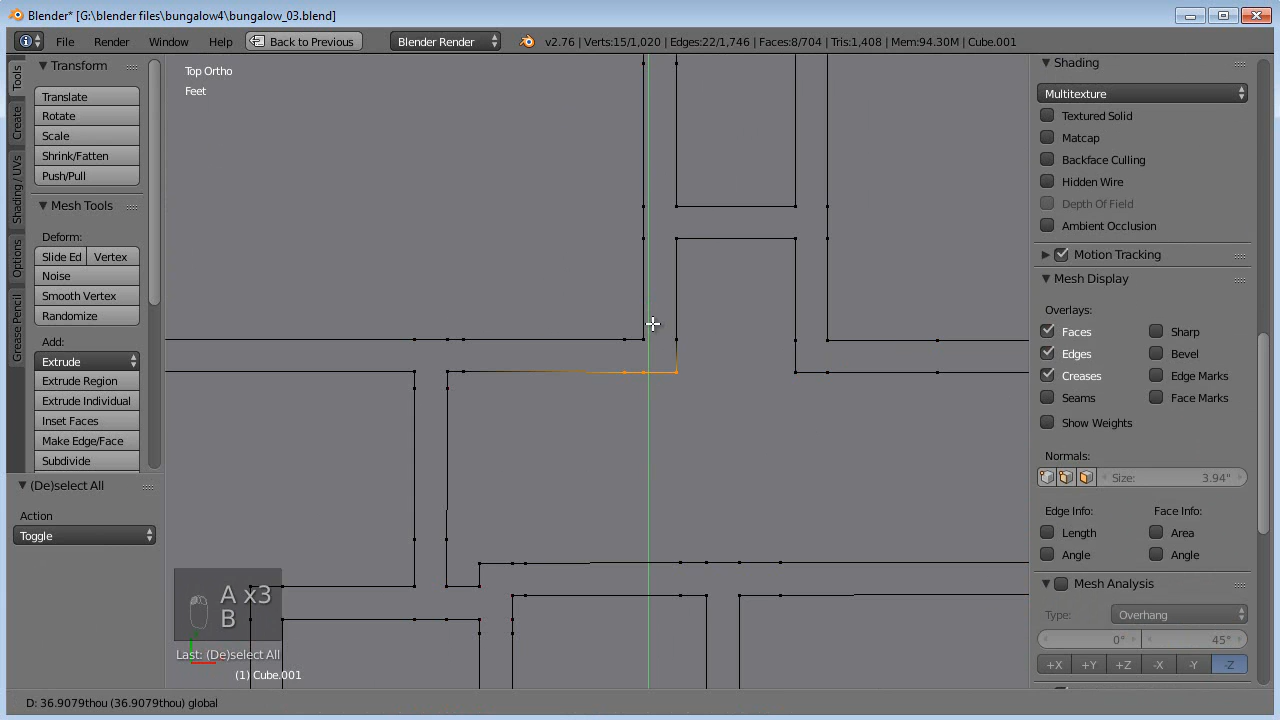 Blender* [G:\blender files\bungalow4\bungalow_03.blend]
File Render Window Help Back to Previous Blender Render v2.76 | Verts:15/1,020 | Edges:22/1,746 | Faces:8/704 | Tris:1,408 | Mem:94.30M | Cube.001
Tools
Create
Shading / UVs
Options
Grease Pencil
Transform
Translate
Rotate
Scale
Shrink/Fatten
Push/Pull
Mesh Tools
Deform:
Slide Ed Vertex
Noise
Smooth Vertex
Randomize
Add:
Extrude
Extrude Region
Extrude Individual
Inset Faces
Make Edge/Face
Subdivide
(De)select All
Action
Toggle
Top Ortho
Feet
A x3
B
Last: (De)select All
(1) Cube.001
Shading
Multitexture
Textured Solid
Matcap
Backface Culling
Hidden Wire
Depth Of Field
Ambient Occlusion
Motion Tracking
Mesh Display
Overlays:
Faces Sharp
Edges Bevel
Creases Edge Marks
Seams Face Marks
Show Weights
Normals:
Size: 3.94"
Edge Info: Face Info:
Length Area
Angle Angle
Mesh Analysis
Type: Overhang
0° 45°
+X +Y +Z -X -Y -Z
D: 36.9079thou (36.9079thou) global